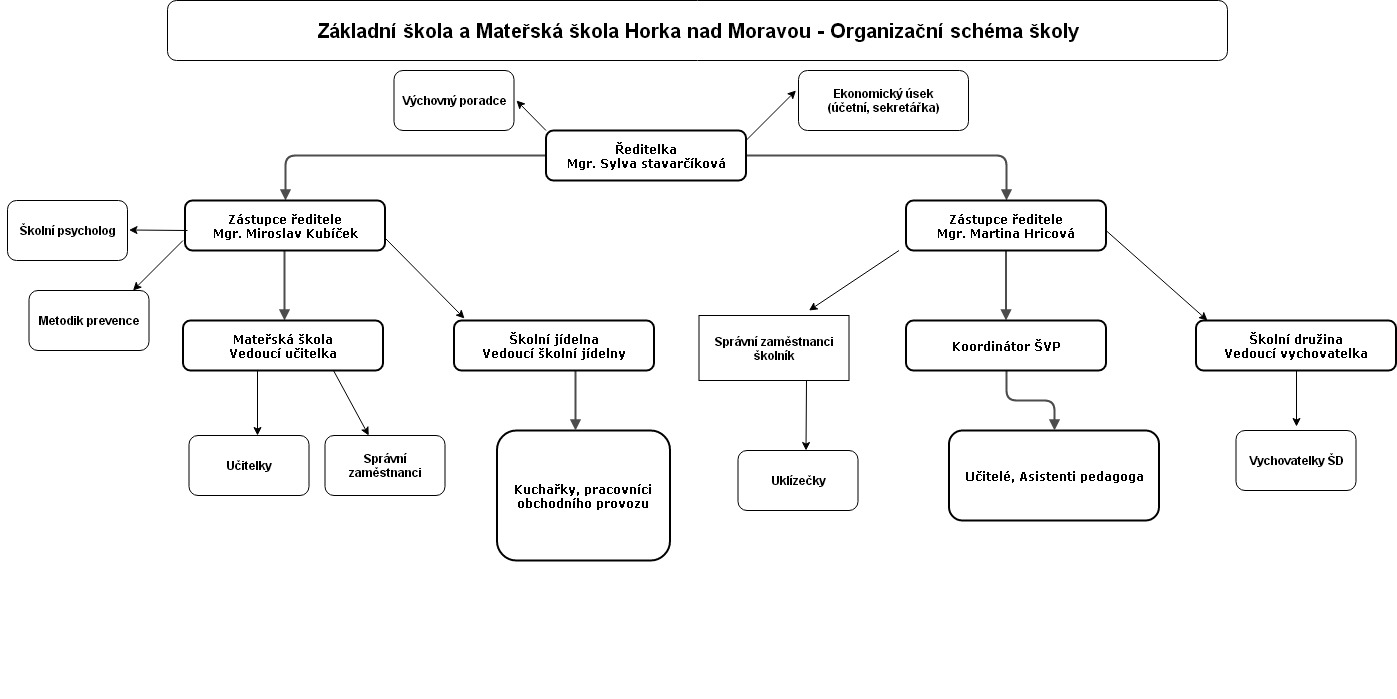 Základní škola a Mateřská škola Horka nad Moravou - Organizační schéma školy
Výchovný poradce
Ekonomický úsek
(účetní, sekretářka)
Ředitelka
Mgr. Sylva stavarčíková
Školní psycholog
Zástupce ředitele
Mgr. Miroslav Kubíček
Zástupce ředitele
Mgr. Martina Hricová
Metodik prevence
Mateřská škola
Vedoucí učitelka
Školní jídelna
Vedoucí školní jídelny
Správní zaměstnanci
školník
Koordinátor ŠVP
Školní družina
Vedoucí vychovatelka
Učitelky
Správní
zaměstnanci
Kuchařky, pracovníci
obchodního provozu
Uklízečky
Učitelé, Asistenti pedagoga
Vychovatelky ŠD